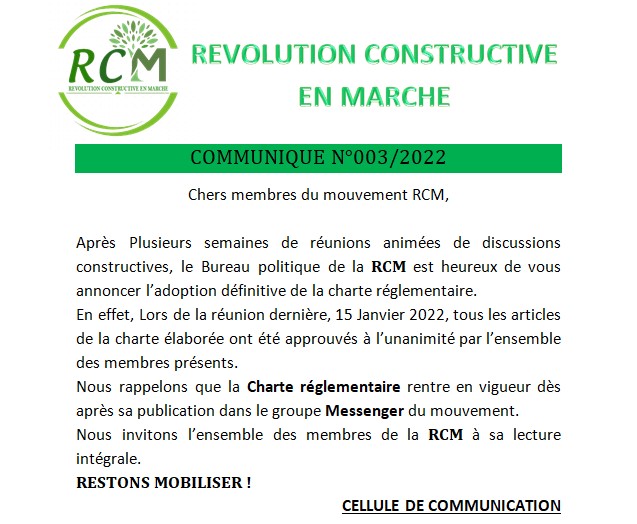 RCM
REVOLUTION CONSTRUCTIVE EN MARCHE
REVOLUTION CONSTRUCTIVE
EN MARCHE
COMMUNIQUE N°003/2022
Chers membres du mouvement RCM,
Après Plusieurs semaines de réunions animées de discussions
constructives, le Bureau politique de la RCM est heureux de vous
annoncer l’adoption définitive de la charte réglementaire.
En effet, Lors de la réunion dernière, 15 Janvier 2022, tous les articles
de la charte élaborée ont été approuvés à l’unanimité par l’ensemble
des membres présents.
Nous rappelons que la Charte réglementaire rentre en vigueur dès
après sa publication dans le groupe Messenger du mouvement.
Nous invitons l’ensemble des membres de la RCM à sa lecture
intégrale.
RESTONS MOBILISER !
CELLULE DE COMMUNICATION